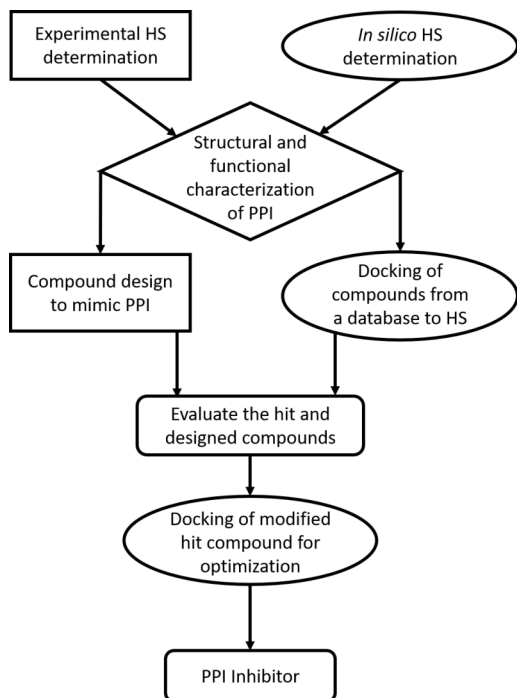 Experimental HS
determination
In silico HS
determination
Structural and
functional
characterization
of PPI
Compound design
to mimic PPI
Docking of
compounds from
a database to HS
Evaluate the hit and
designed compounds
Docking of modified
hit compound for
optimization
PPI Inhibitor